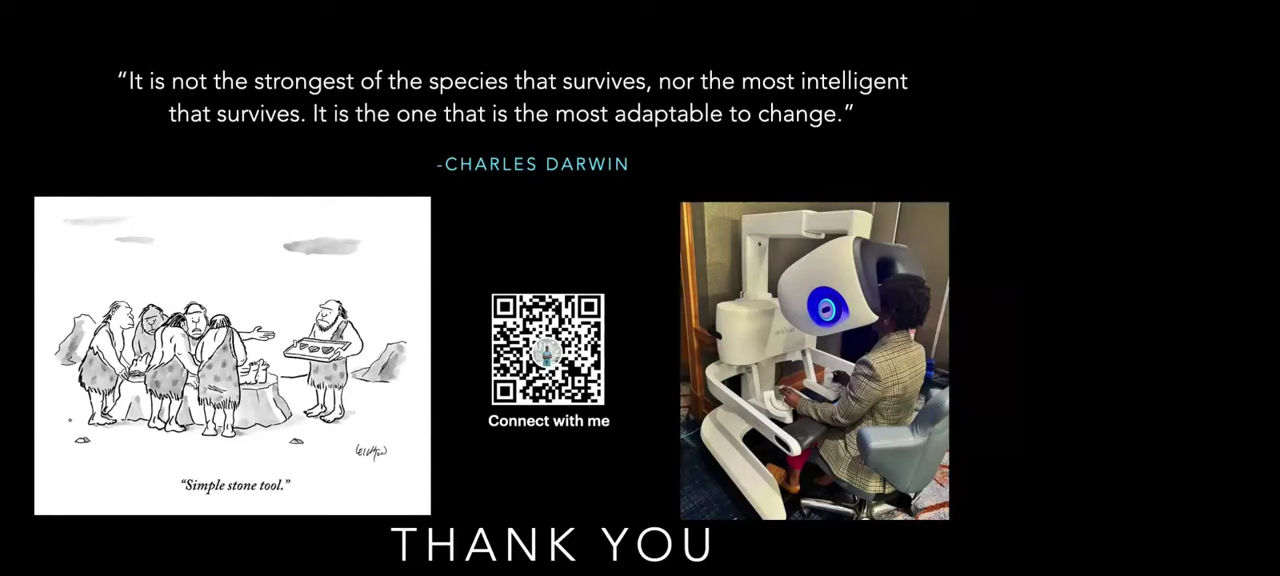 “It is not the strongest of the species that survives, nor the most intelligent
that survives. It is the one that is the most adaptable to change.”
-CHARLES DARWIN
LEIGHTON
“Simple stone tool.”
Connect with me
THANK YOU